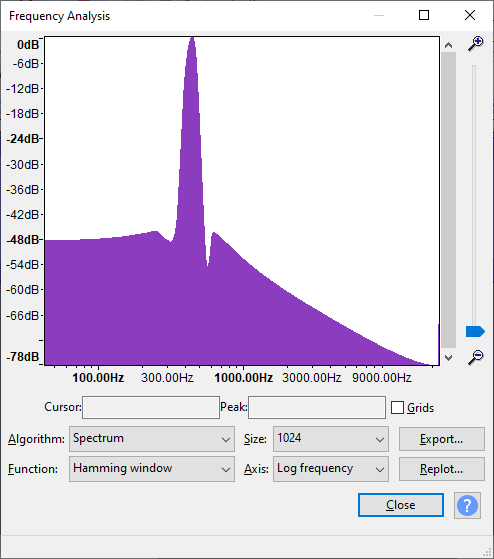 Frequency Analysis
0dB
-6dB
-12dB
-18dB
-24dB
-30dB
-36dB
-42dB
-48dB
-54dB
-60dB
-66dB
-78dB
100.00Hz 300.00Hz 1000.00Hz 3000.00Hz 9000.00Hz
Cursor: Peak: Grids
Algorithm: Spectrum Size: 1024 Export...
Function: Hamming window Axis: Log frequency Replot...
Close ?